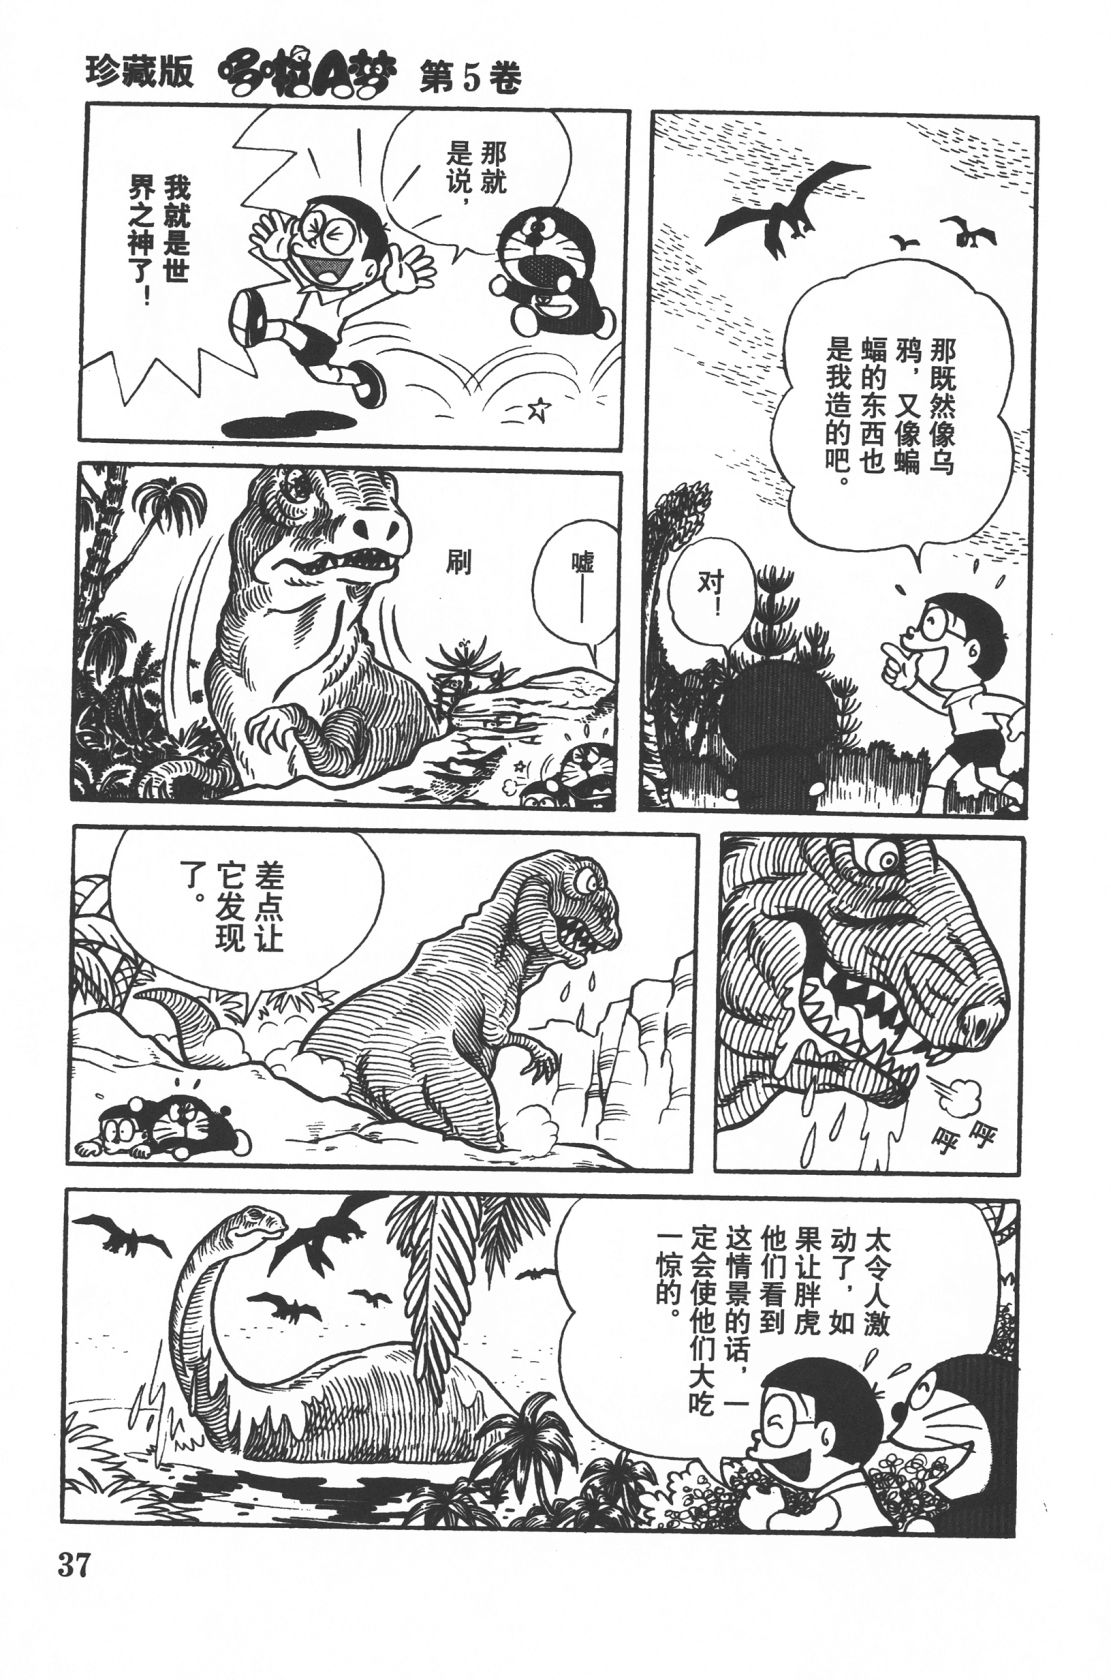 珍藏版 哆啦A梦 第5卷
那既然像乌
鸦，又像蝙
蝠的东西也
是我造的吧。
对！
那就
是说，
我就是世
界之神了！
嘘——
刷
呼
呼
差点让
它发现
了。
太令人激
动了，如
果让胖虎
他们看到
这情景的话，一
定会使他们大吃
一惊的。
37